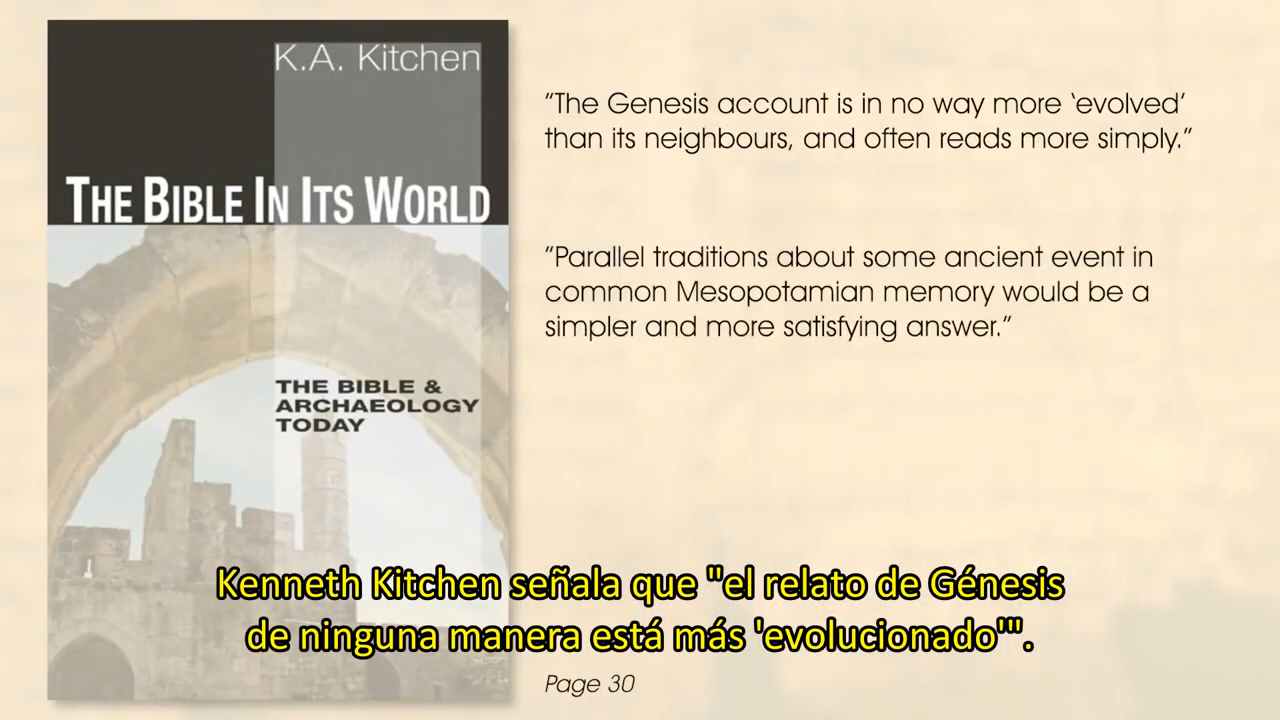 K.A. Kitchen
THE BIBLE IN ITS WORLD
THE BIBLE &
ARCHAEOLOGY
TODAY
"The Genesis account is in no way more ‘evolved’
than its neighbours, and often reads more simply."
"Parallel traditions about some ancient event in
common Mesopotamian memory would be a
simpler and more satisfying answer."
Kenneth Kitchen señala que "el relato de Génesis
de ninguna manera está más 'evolucionado'".
Page 30